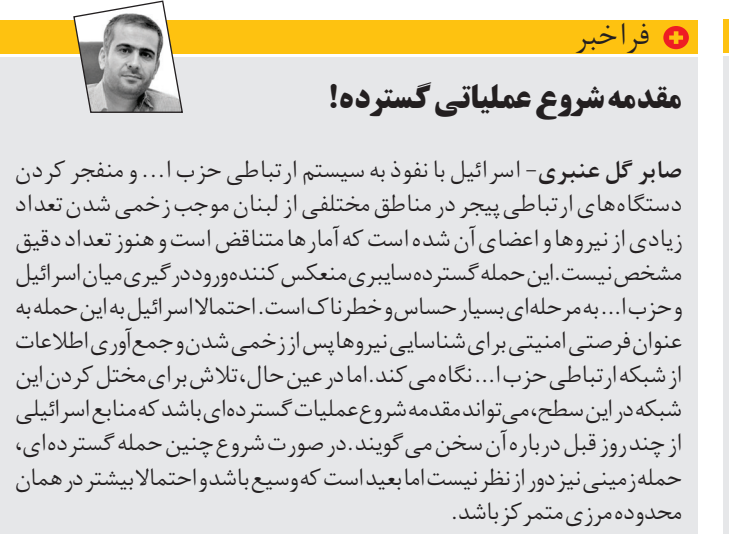 فراخبر
مقدمه شروع عملیاتی گسترده!
صابر گل عنبری- اسرائیل با نفوذ به سیستم ارتباطی حزب ا... و منفجر کردن
دستگاه‌های ارتباطی پیجر در مناطق مختلفی از لبنان موجب زخمی شدن تعداد
زیادی از نیروها و اعضای آن شده است که آمارها متناقض است و هنوز تعداد دقیق
مشخص نیست. این حمله گسترده سایبری منعکس کننده ورود درگیری میان اسرائیل
و حزب ا... به مرحله‌ای بسیار حساس و خطرناک است. احتمالا اسرائیل به این حمله به
عنوان فرصتی امنیتی برای شناسایی نیروها پس از زخمی شدن و جمع آوری اطلاعات
از شبکه ارتباطی حزب ا... نگاه می کند. اما در عین حال، تلاش برای مختل کردن این
شبکه در این سطح، می‌تواند مقدمه شروع عملیات گسترده‌ای باشد که منابع اسرائیلی
از چند روز قبل درباره آن سخن می گویند. در صورت شروع چنین حمله گسترده‌ای،
حمله زمینی نیز دور از نظر نیست اما بعید است که وسیع باشد و احتمالا بیشتر در همان
محدوده مرزی متمرکز باشد.